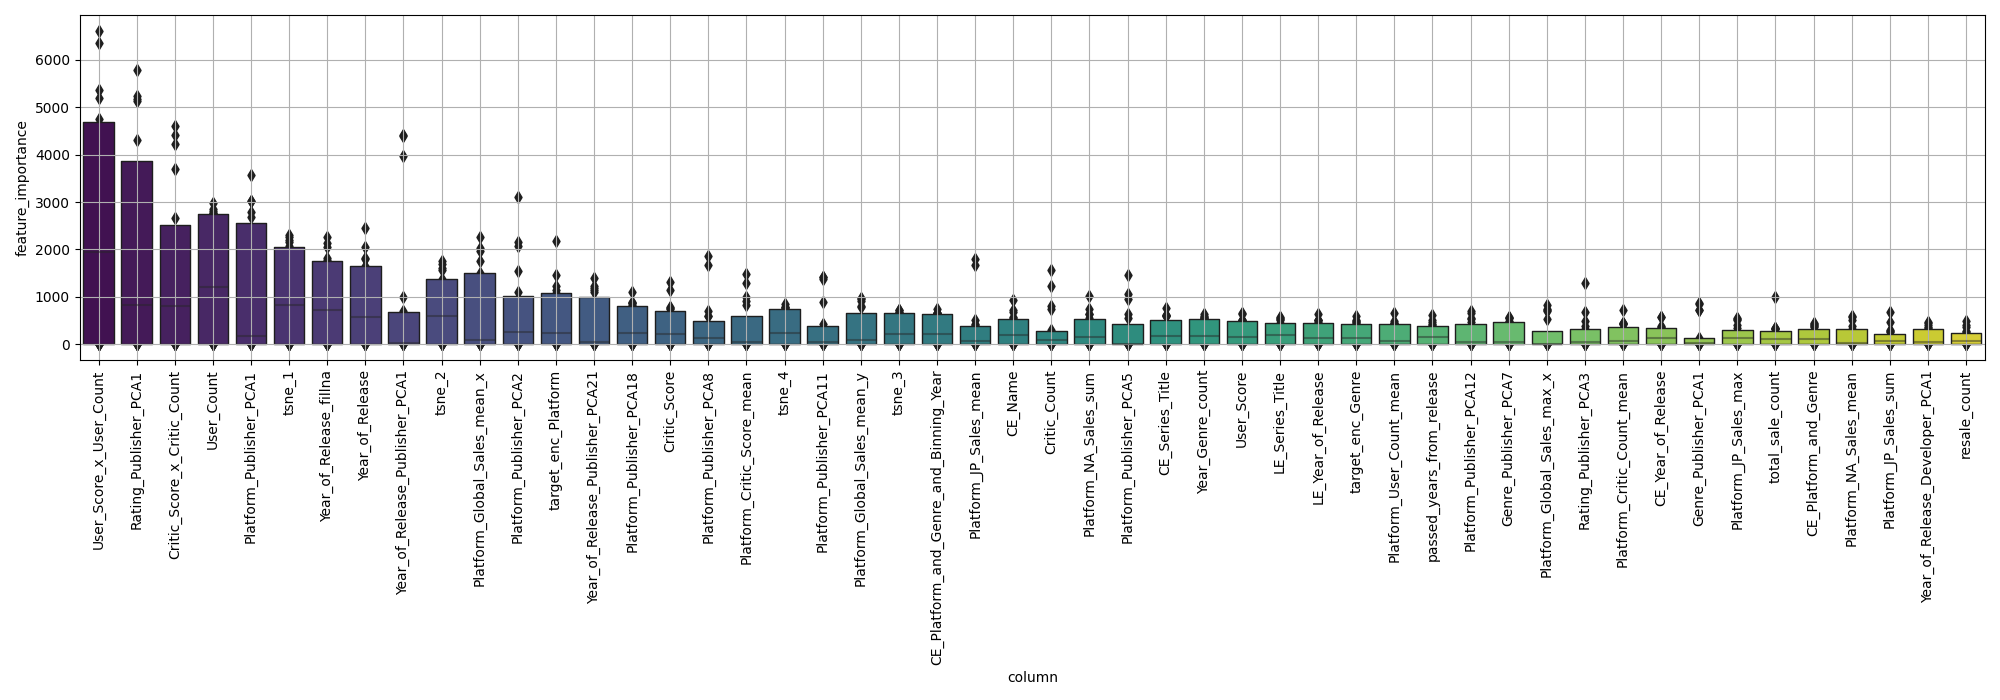 feature_importance
6000
5000
4000
3000
2000
1000
0
User_Score_x_User_Count
Rating_Publisher_PCA1
Critic_Score_x_Critic_Count
User_Count
Platform_Publisher_PCA1
tsne_1
Year_of_Release_fillna
Year_of_Release
Year_of_Release_Publisher_PCA1
tsne_2
Platform_Global_Sales_mean_x
Platform_Publisher_PCA2
target_enc_Platform
Year_of_Release_Publisher_PCA21
Platform_Publisher_PCA18
Critic_Score
Platform_Publisher_PCA8
Platform_Critic_Score_mean
tsne_4
Platform_Publisher_PCA11
Platform_Global_Sales_mean_y
tsne_3
CE_Platform_and_Genre_and_Binning_Year
Platform_JP_Sales_mean
CE_Name
Critic_Count
Platform_NA_Sales_sum
Platform_Publisher_PCA5
CE_Series_Title
Year_Genre_count
User_Score
LE_Series_Title
LE_Year_of_Release
target_enc_Genre
Platform_User_Count_mean
passed_years_from_release
Platform_Publisher_PCA12
Genre_Publisher_PCA7
Platform_Global_Sales_max_x
Rating_Publisher_PCA3
Platform_Critic_Count_mean
CE_Year_of_Release
Genre_Publisher_PCA1
Platform_JP_Sales_max
total_sale_count
CE_Platform_and_Genre
Platform_NA_Sales_mean
Platform_JP_Sales_sum
Year_of_Release_Developer_PCA1
resale_count
column